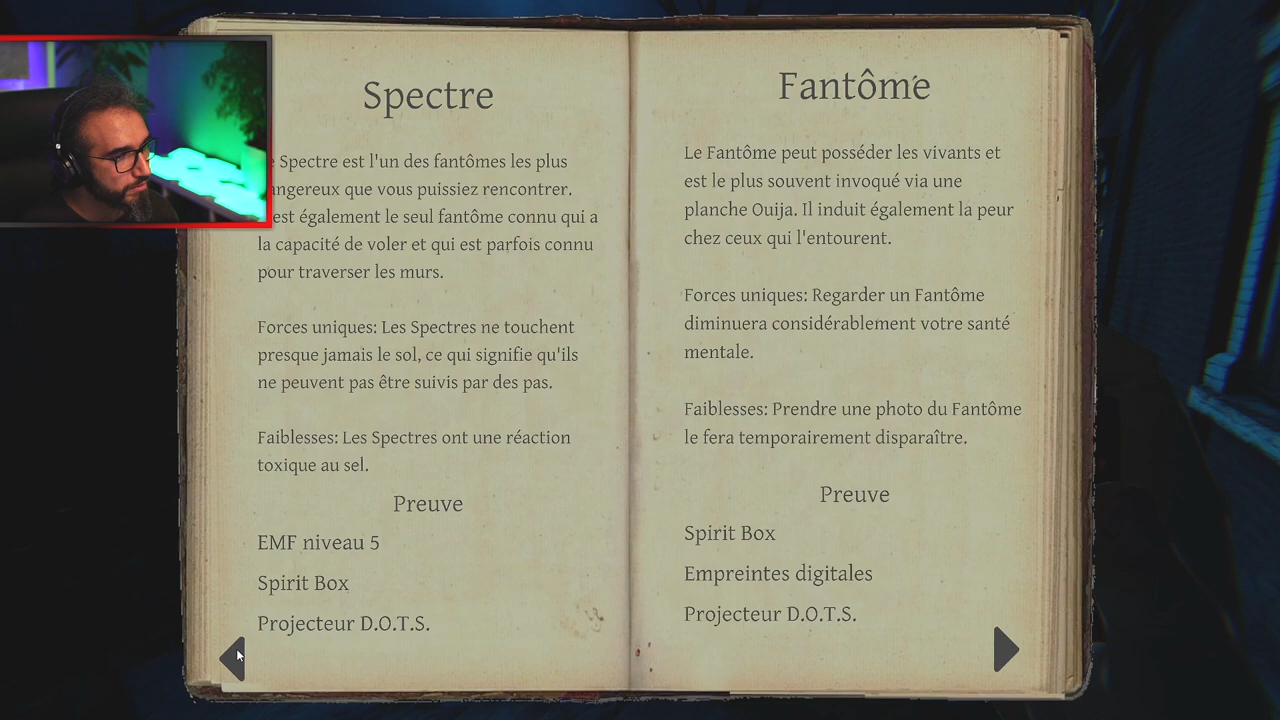 Spectre
Spectre est l'un des fantômes les plus
angereux que vous puissiez rencontrer.
est également le seul fantôme connu qui a
la capacité de voler et qui est parfois connu
pour traverser les murs.
Forces uniques: Les Spectres ne touchent
presque jamais le sol, ce qui signifie qu'ils
ne peuvent pas être suivis par des pas.
Faiblesses: Les Spectres ont une réaction
toxique au sel.
Preuve
EMF niveau 5
Spirit Box
Projecteur D.O.T.S.
Fantôme
Le Fantôme peut posséder les vivants et
est le plus souvent invoqué via une
planche Ouija. Il induit également la peur
chez ceux qui l'entourent.
Forces uniques: Regarder un Fantôme
diminuera considérablement votre santé
mentale.
Faiblesses: Prendre une photo du Fantôme
le fera temporairement disparaître.
Preuve
Spirit Box
Empreintes digitales
Projecteur D.O.T.S.